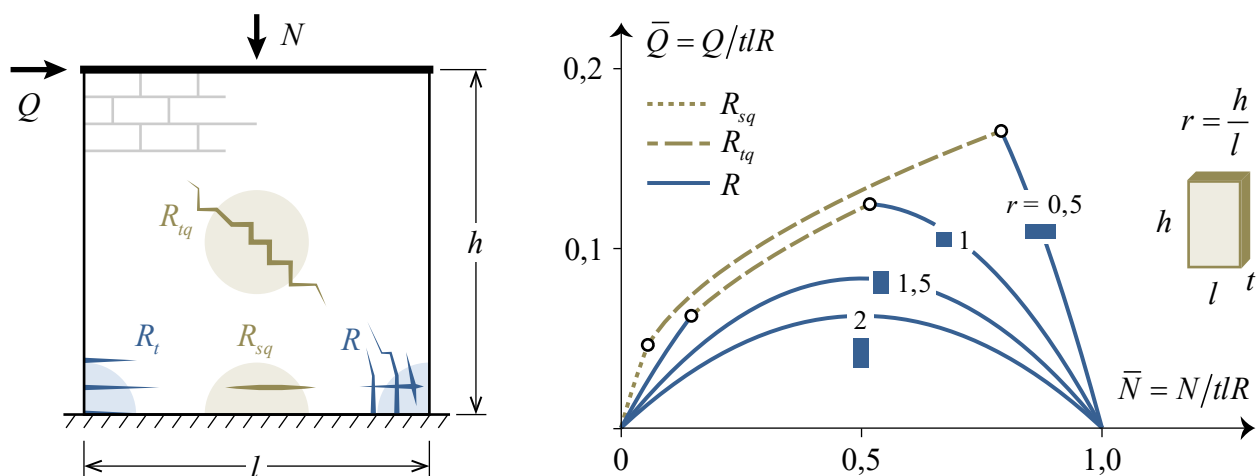 N
Q
R_tq
h
R_t
R_sq
R
l
Q̅ = Q/tlR
0,2
R_sq
R_tq
R
r = h/l
r = 0,5
h
1
0,1
l
t
1,5
2
N̅ = N/tlR
0
0,5
1,0